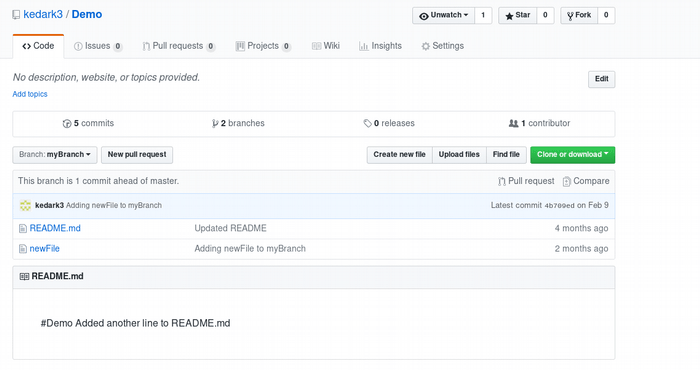 kedark3 / Demo
Unwatch 1 Star 0 Fork 0
Code Issues 0 Pull requests 0 Projects 0 Wiki Insights Settings
No description, website, or topics provided. Edit
Add topics
5 commits 2 branches 0 releases 1 contributor
Branch: myBranch New pull request Create new file Upload files Find file Clone or download
This branch is 1 commit ahead of master. Pull request Compare
kedark3 Adding newFile to myBranch Latest commit 4b789ed on Feb 9
README.md Updated README 4 months ago
newFile Adding newFile to myBranch 2 months ago
README.md
#Demo Added another line to README.md